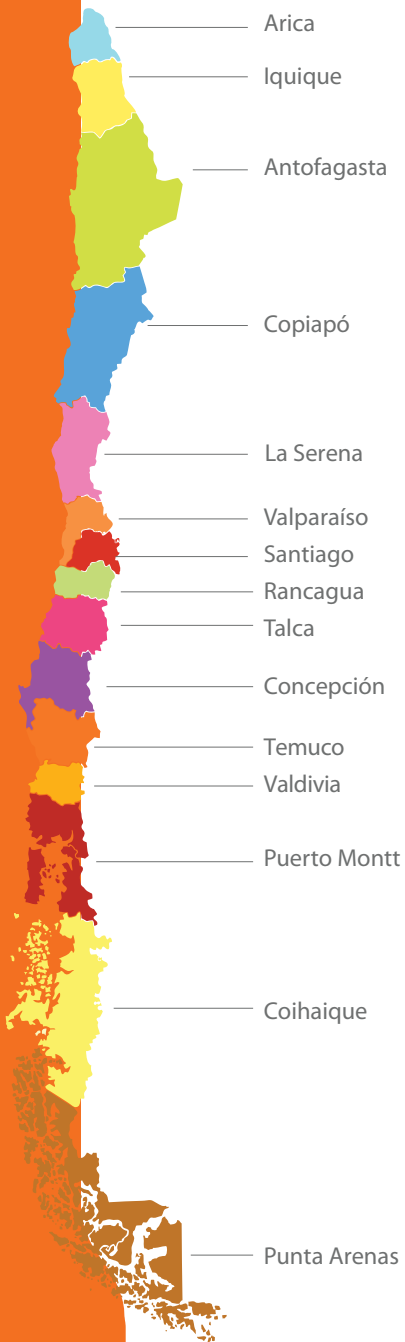 Arica
Iquique
Antofagasta
Copiapó
La Serena
Valparaíso
Santiago
Rancagua
Talca
Concepción
Temuco
Valdivia
Puerto Montt
Coihaique
Punta Arenas